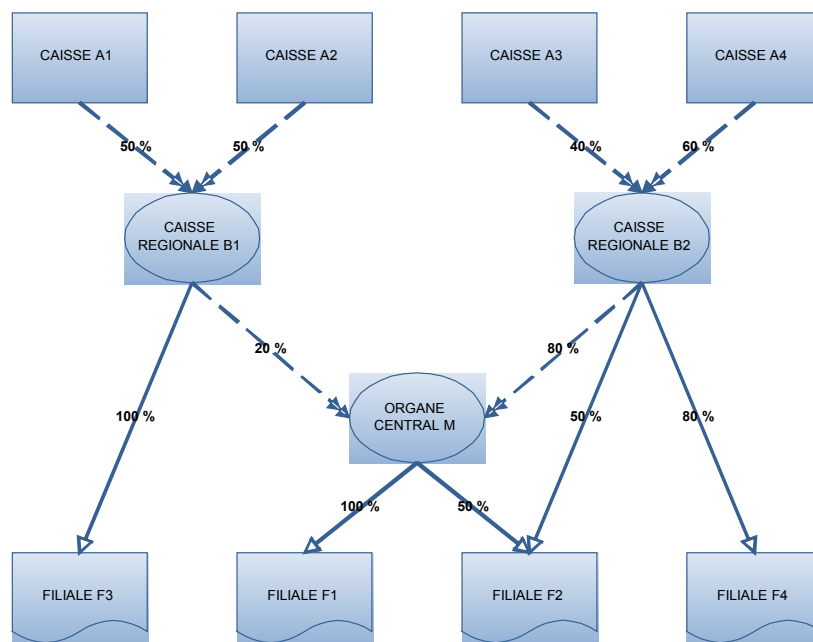 CAISSE A1
CAISSE A2
CAISSE A3
CAISSE A4
50 %
50 %
40 %
60 %
CAISSE
REGIONALE B1
CAISSE
REGIONALE B2
20 %
80 %
100 %
ORGANE
CENTRAL M
50 %
80 %
100 %
50 %
FILIALE F3
FILIALE F1
FILIALE F2
FILIALE F4